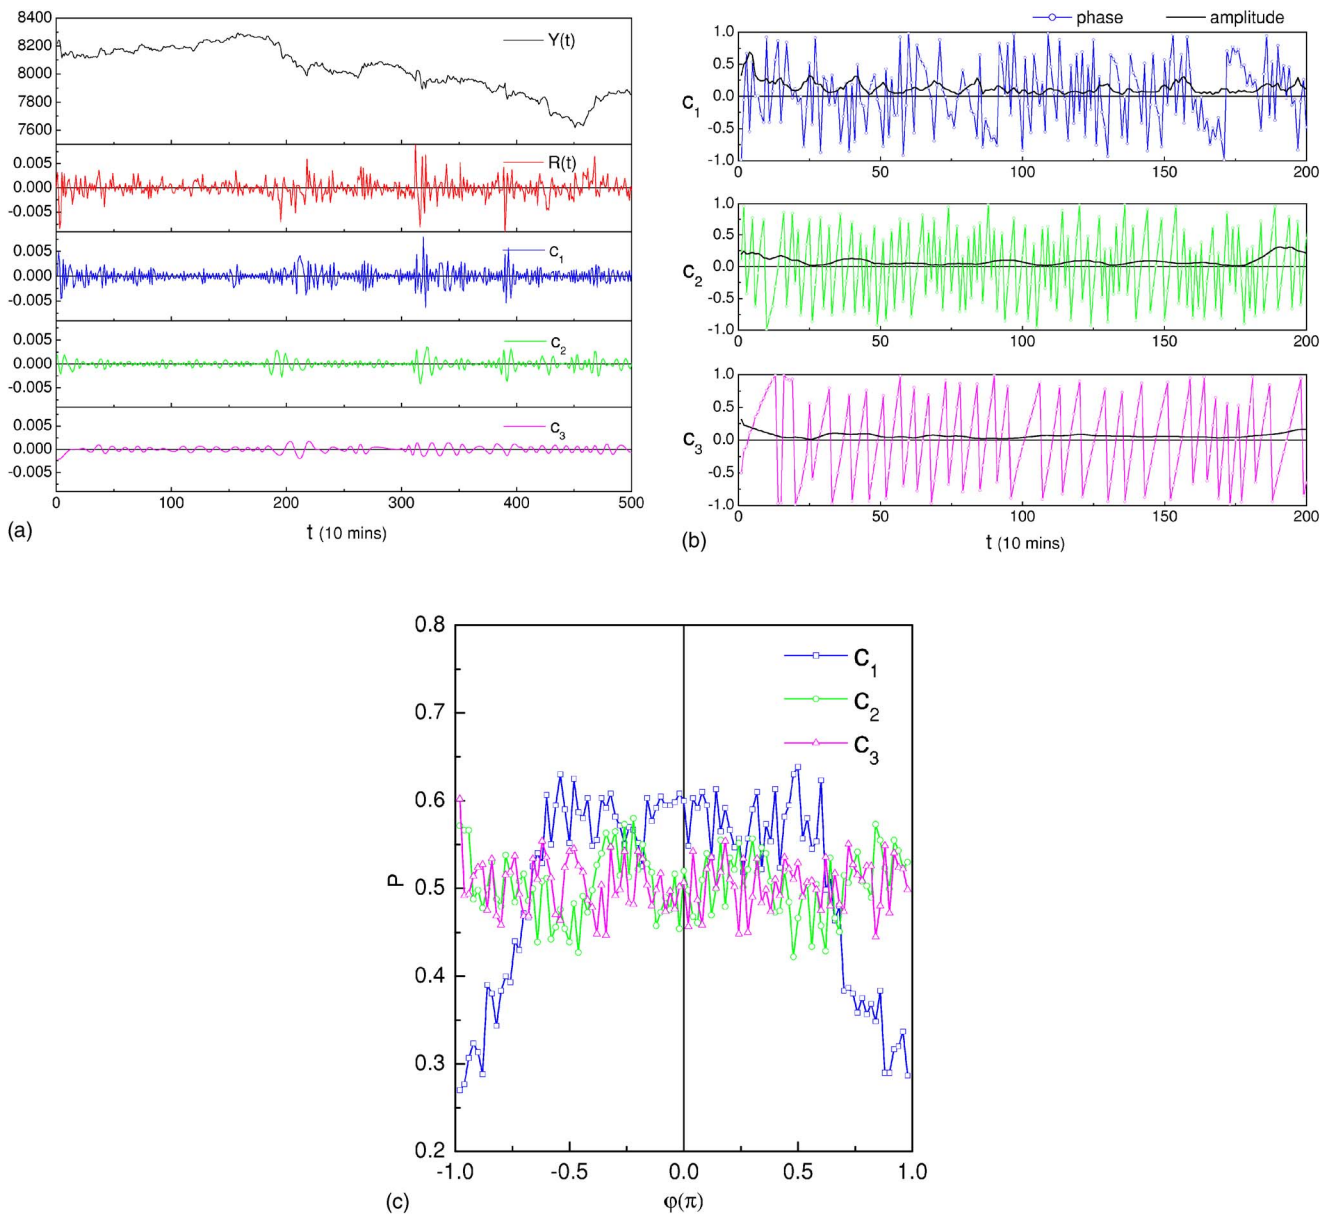 8400
8200
8000
7800
7600
Y(t)
0.005
0.000
-0.005
R(t)
0.005
0.000
-0.005
c1
0.005
0.000
-0.005
c2
0.005
0.000
-0.005
c3
0 100 200 300 400 500
(a) t (10 mins)
phase amplitude
1.0
0.5
0.0
-0.5
-1.0
c1
0 50 100 150 200
1.0
0.5
0.0
-0.5
-1.0
c2
0 50 100 150 200
1.0
0.5
0.0
-0.5
-1.0
c3
0 50 100 150 200
(b) t (10 mins)
0.8
0.7
0.6
0.5
0.4
0.3
0.2
P
c1
c2
c3
-1.0 -0.5 0.0 0.5 1.0
(c) φ(π)